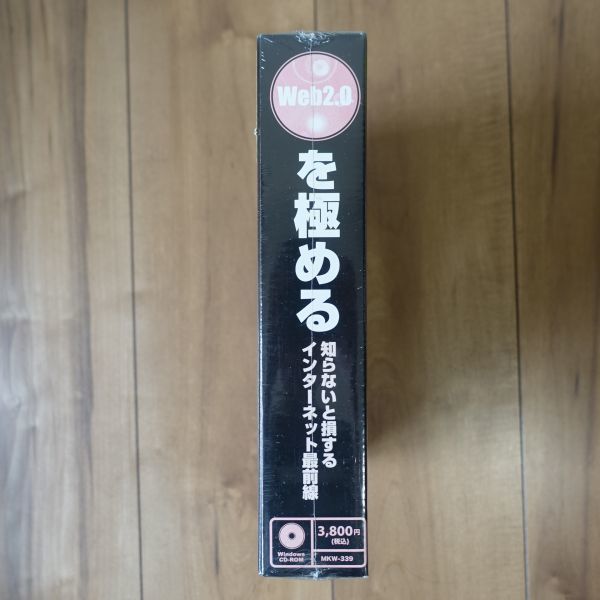 Web2.0
を極める
知らないと損する
インターネット最前線
Windows
CD-ROM
3,800円
(税込)
MKW-339